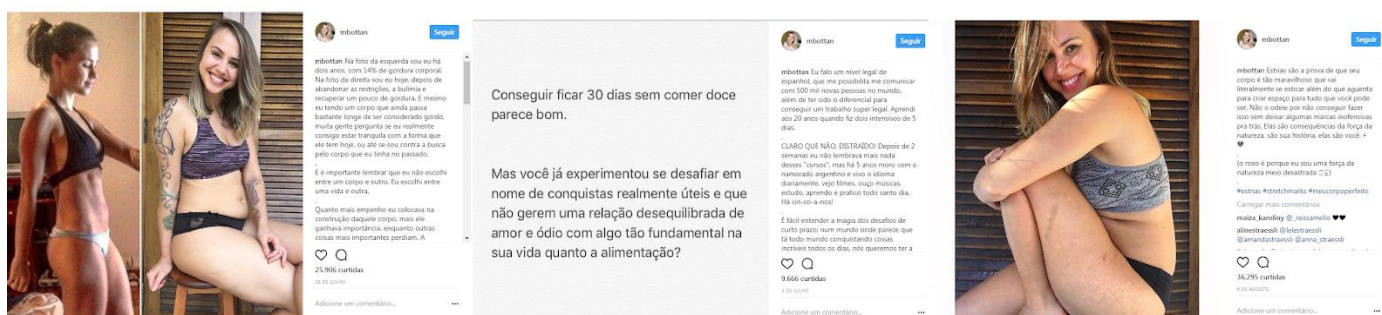 mbottan
Seguir
mbottan Na foto da esquerda sou eu há
dois anos, com 14% de gordura corporal.
Na foto da direita sou eu hoje, depois de
abandonar as restrições, a bulimia e
recuperar um pouco de gordura. E mesmo
eu tendo um corpo que ainda passa
bastante longe de ser considerado gordo,
muita gente pergunta se eu realmente
consigo estar tranquila com a forma que
ele tem hoje, ou até se sou contra a busca
pelo corpo que eu tinha no passado.
.
E é importante lembrar que eu não escolhi
entre um corpo e outro. Eu escolhi entre
uma vida e outra.
.
Quanto mais empenho eu colocava na
construção daquele corpo, mais ele
ganhava importância, enquanto outras
coisas mais importantes perdiam. A
25.906 curtidas
28 DE JULHO
Adicione um comentário...
Conseguir ficar 30 dias sem comer doce
parece bom.
Mas você já experimentou se desafiar em
nome de conquistas realmente úteis e que
não gerem uma relação desequilibrada de
amor e ódio com algo tão fundamental na
sua vida quanto a alimentação?
mbottan
Seguir
mbottan Eu falo um nível legal de
espanhol, que me possibilita me comunicar
com 500 mil novas pessoas no mundo,
além de ter sido o diferencial para
conseguir um trabalho super legal. Aprendi
aos 20 anos quando fiz dois intensivos de 5
dias.
.
CLARO QUE NÃO, DISTRAÍDO! Depois de 2
semanas eu não lembrava mais nada
desses "cursos", mas há 5 anos moro com o
namorado argentino e vivo o idioma
diariamente, vejo filmes, ouço músicas,
estudo, aprendo e pratico todo santo dia.
Há cin-co-a-nos!
.
É fácil entender a magia dos desafios de
curto prazo; num mundo onde parece que
tá todo mundo conquistando coisas
incríveis todos os dias, nós queremos ter a
9.666 curtidas
3 DE JULHO
Adicione um comentário...
mbottan
Seguir
mbottan Estrias são a prova de que seu
corpo é tão maravilhoso que vai
literalmente se esticar além do que aguenta
para criar espaço para tudo que você pode
ser. Não o odeie por não conseguir fazer
isso sem deixar algumas marcas inofensivas
pra trás. Elas são consequências da força da
natureza, são sua história, elas são você. ⚡
♥
.
(o roxo é porque eu sou uma força da
natureza meio desastrada
.
#estrias #stretchmarks #meucorpoperfeito
Carregar mais comentários
maiza_karoliny @_raissamello ♥♥
alinestraessli @lelestraessli
@amandastraessli @anna_straessli
36.295 curtidas
8 DE AGOSTO
Adicione um comentário...